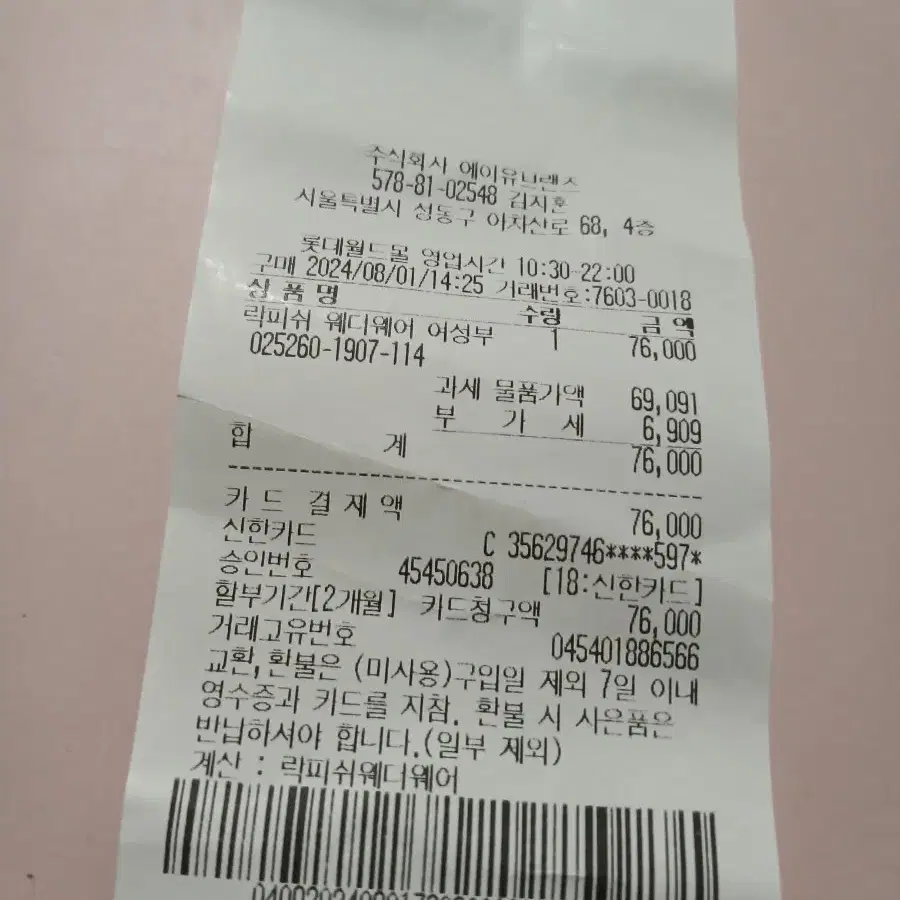 주식회사 에이유브랜즈
578-81-02548 김지훈
서울특별시 성동구 아차산로 68, 4층
롯데월드몰 영업시간 10:30-22:00
구매 2024/08/01/14:25 거래번호:7603-0018
상품명 수량 금액
락피쉬 웨더웨어 여성부 1 76,000
025260-1907-114
과세 물품가액 69,091
부 가 세 6,909
합 계 76,000
카드 결제액 76,000
신한카드 C 35629746****597*
승인번호 45450638 [18:신한카드]
할부기간[2개월] 카드청구액 76,000
거래고유번호 045401886566
교환,환불은 (미사용)구입일 제외 7일 이내
영수증과 카드를 지참. 환불 시 사은품은
반납하셔야 합니다.(일부 제외)
계산 : 락피쉬웨더웨어